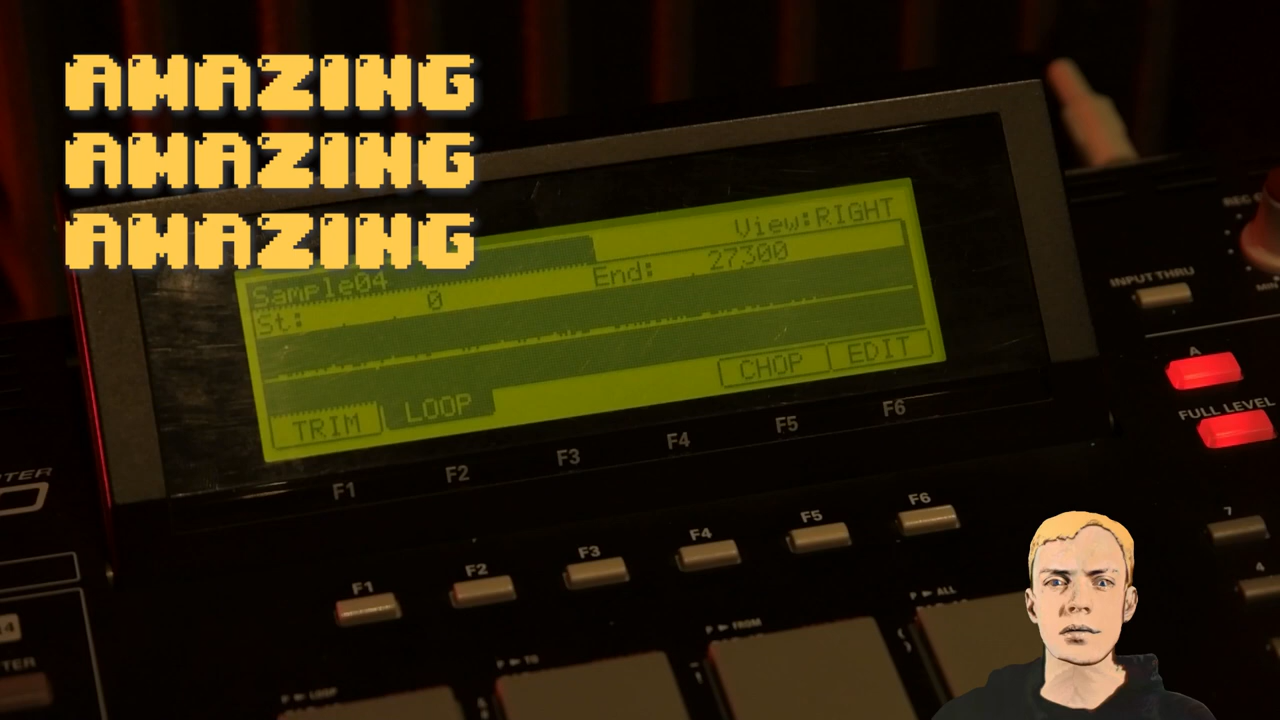 AMAZING
AMAZING
AMAZING
View:RIGHT
Sample04
St: 0 End: 27300
TRIM LOOP CHOP EDIT
F1 F2 F3 F4 F5 F6
F1 F2 F3 F4 F5 F6
INPUT THRU
A
FULL LEVEL
7
4